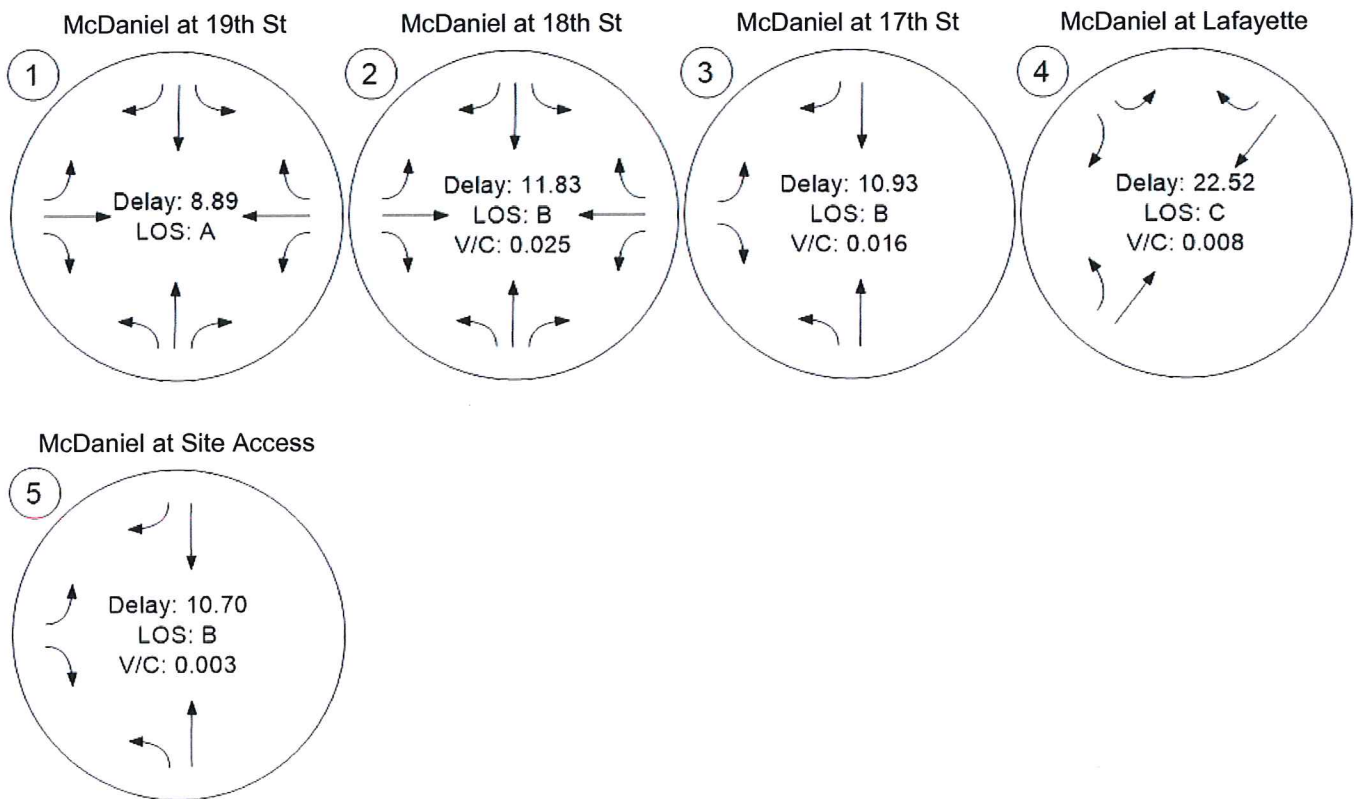 McDaniel at 19th St
1
Delay: 8.89
LOS: A
McDaniel at 18th St
2
Delay: 11.83
LOS: B
V/C: 0.025
McDaniel at 17th St
3
Delay: 10.93
LOS: B
V/C: 0.016
McDaniel at Lafayette
4
Delay: 22.52
LOS: C
V/C: 0.008
McDaniel at Site Access
5
Delay: 10.70
LOS: B
V/C: 0.003